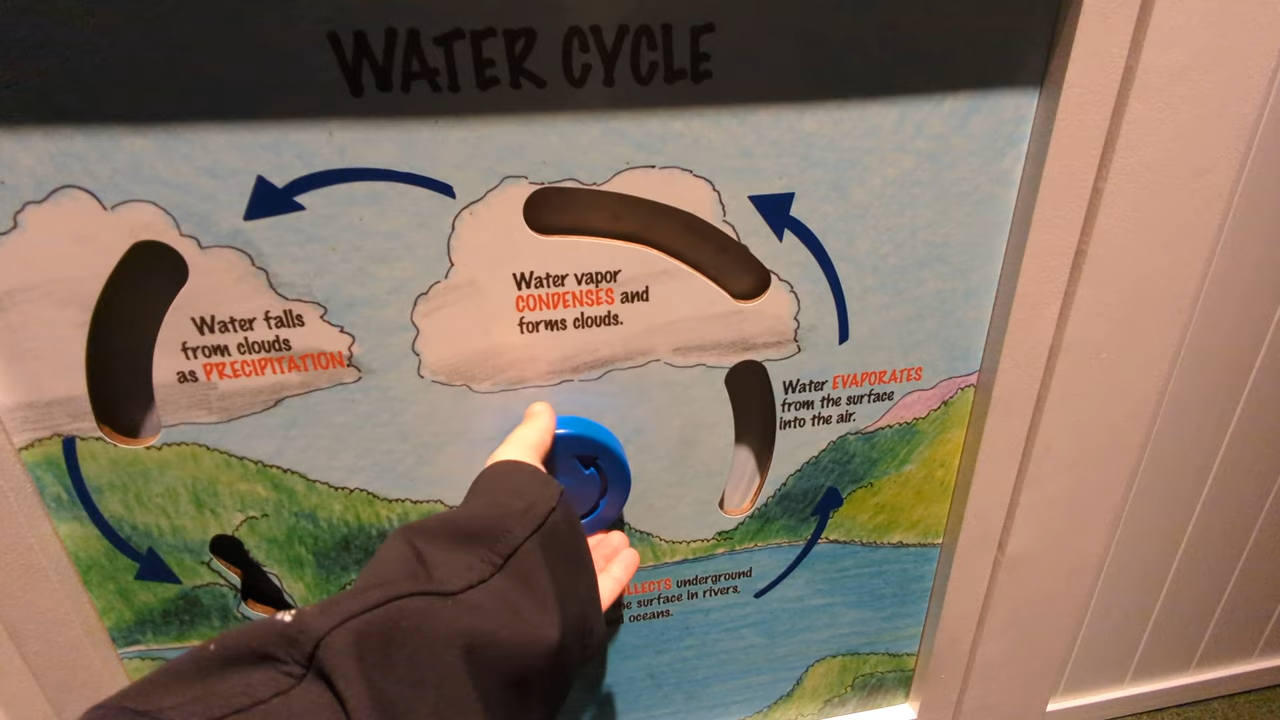 WATER CYCLE
Water vapor
CONDENSES and
forms clouds.
Water falls
from clouds
as PRECIPITATION.
Water EVAPORATES
from the surface
into the air.
LLECTS underground
e surface in rivers,
oceans.